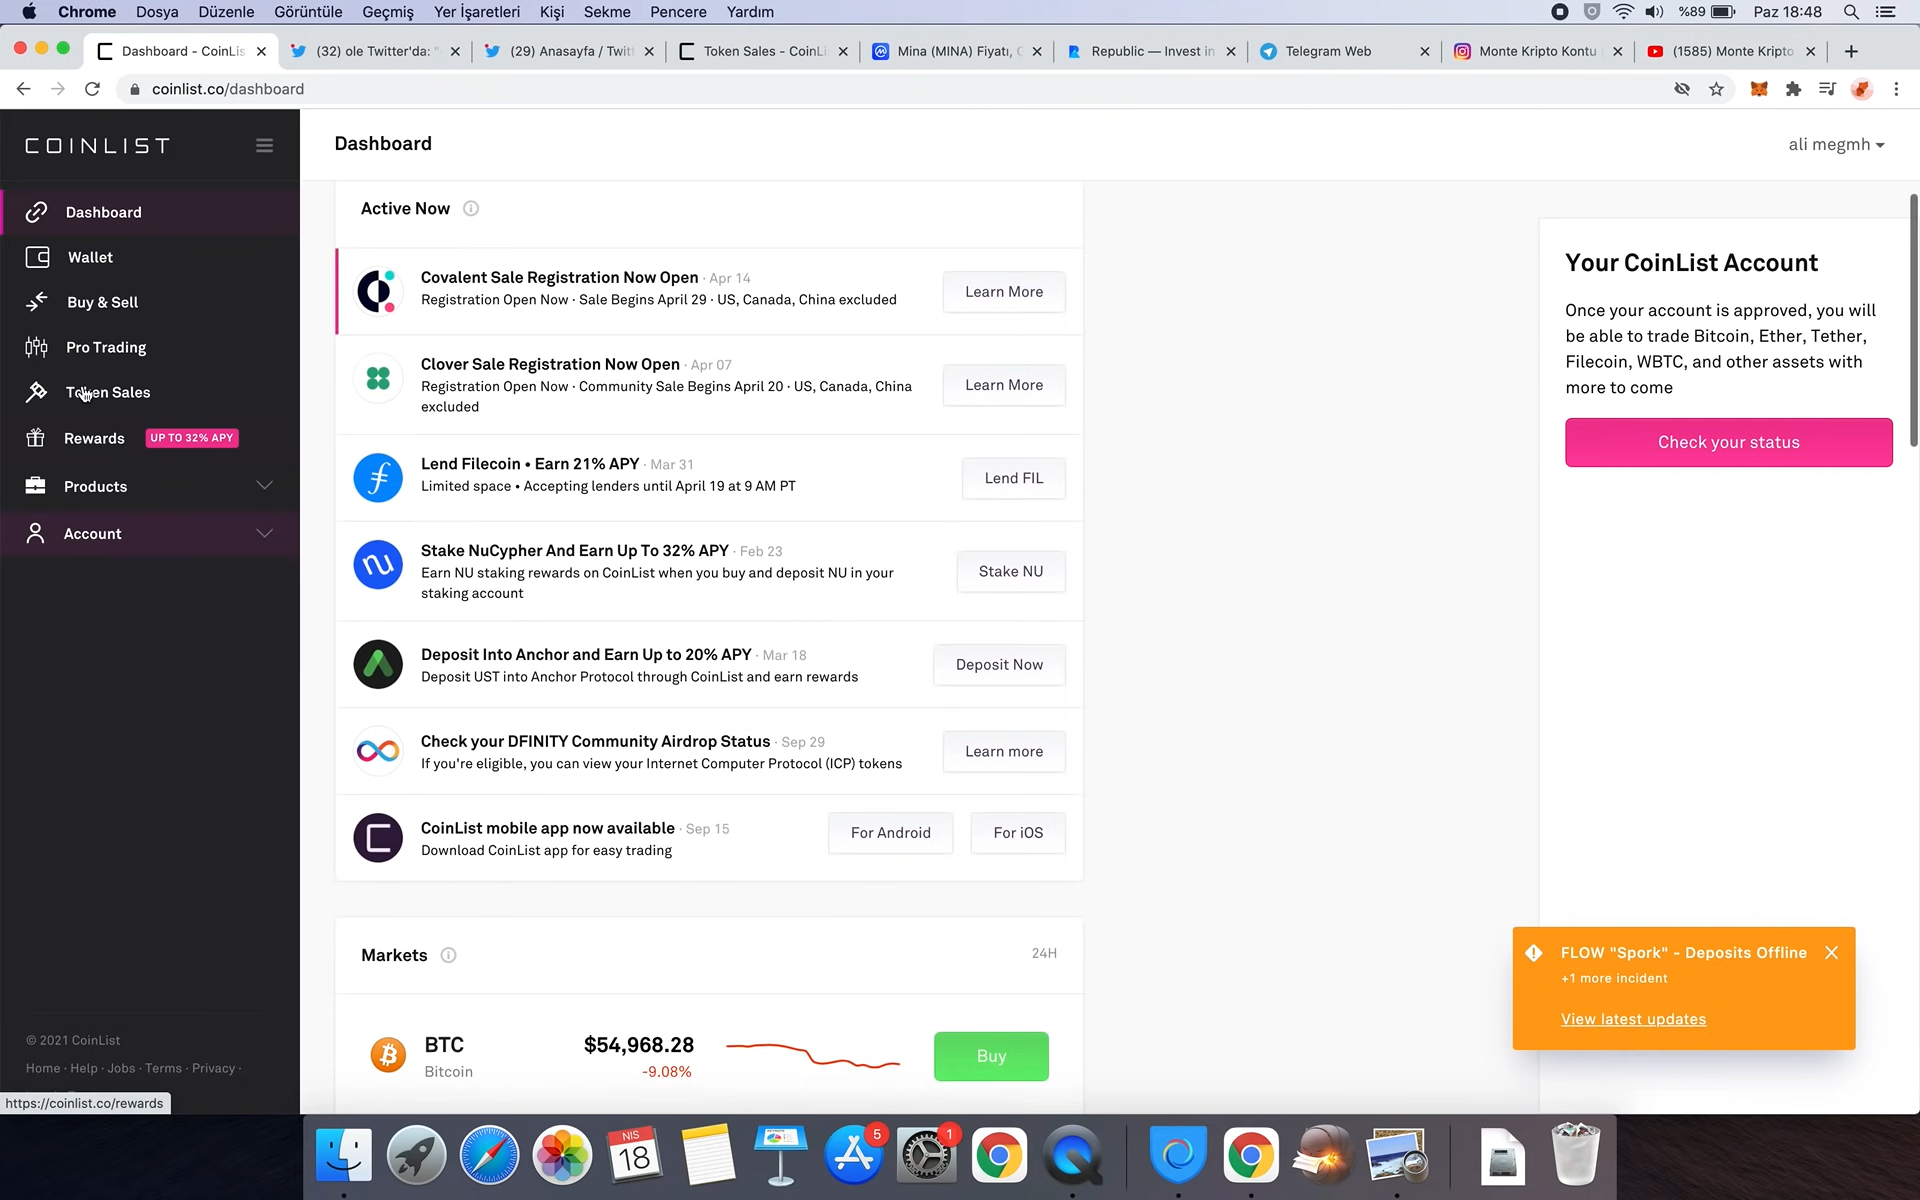 Chrome Dosya Düzenle Görüntüle Geçmiş Yer İşaretleri Kişi Sekme Pencere Yardım %89 Paz 18:48
Dashboard - CoinLis (32) ole Twitter'da: " (29) Anasayfa / Twit Token Sales - CoinLi Mina (MINA) Fiyatı, Republic — Invest in Telegram Web Monte Kripto Kontu (1585) Monte Kripto
coinlist.co/dashboard
COINLIST
Dashboard
ali megmh
Dashboard
Wallet
Buy & Sell
Pro Trading
Token Sales
Rewards UP TO 32% APY
Products
Account
© 2021 CoinList
Home · Help · Jobs · Terms · Privacy ·
https://coinlist.co/rewards
Active Now
Covalent Sale Registration Now Open · Apr 14
Registration Open Now · Sale Begins April 29 · US, Canada, China excluded
Learn More
Clover Sale Registration Now Open · Apr 07
Registration Open Now · Community Sale Begins April 20 · US, Canada, China
excluded
Learn More
Lend Filecoin • Earn 21% APY · Mar 31
Limited space • Accepting lenders until April 19 at 9 AM PT
Lend FIL
Stake NuCypher And Earn Up To 32% APY · Feb 23
Earn NU staking rewards on CoinList when you buy and deposit NU in your
staking account
Stake NU
Deposit Into Anchor and Earn Up to 20% APY · Mar 18
Deposit UST into Anchor Protocol through CoinList and earn rewards
Deposit Now
Check your DFINITY Community Airdrop Status · Sep 29
If you're eligible, you can view your Internet Computer Protocol (ICP) tokens
Learn more
CoinList mobile app now available · Sep 15
Download CoinList app for easy trading
For Android
For iOS
Markets
24H
BTC
Bitcoin
$54,968.28
-9.08%
Buy
Your CoinList Account
Once your account is approved, you will
be able to trade Bitcoin, Ether, Tether,
Filecoin, WBTC, and other assets with
more to come
Check your status
FLOW "Spork" - Deposits Offline
+1 more incident
View latest updates
NİS
18
5
1